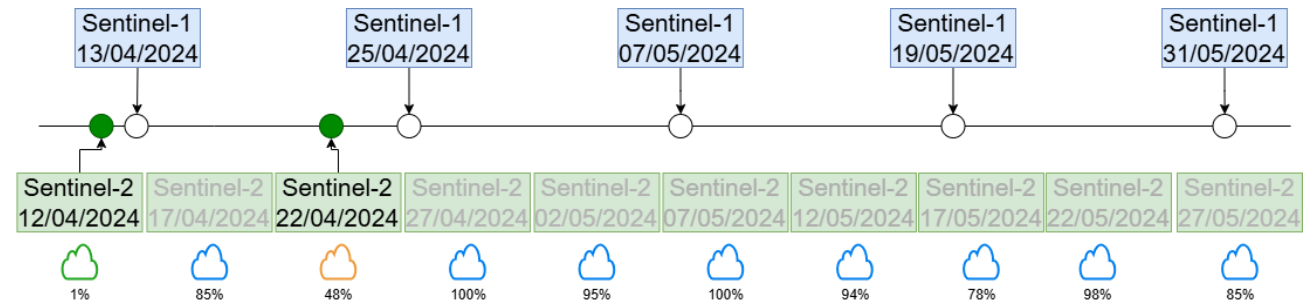 Sentinel-1
13/04/2024
Sentinel-1
25/04/2024
Sentinel-1
07/05/2024
Sentinel-1
19/05/2024
Sentinel-1
31/05/2024
Sentinel-2
12/04/2024
Sentinel-2
17/04/2024
Sentinel-2
22/04/2024
Sentinel-2
27/04/2024
Sentinel-2
02/05/2024
Sentinel-2
07/05/2024
Sentinel-2
12/05/2024
Sentinel-2
17/05/2024
Sentinel-2
22/05/2024
Sentinel-2
27/05/2024
1%
85%
48%
100%
95%
100%
94%
78%
98%
85%